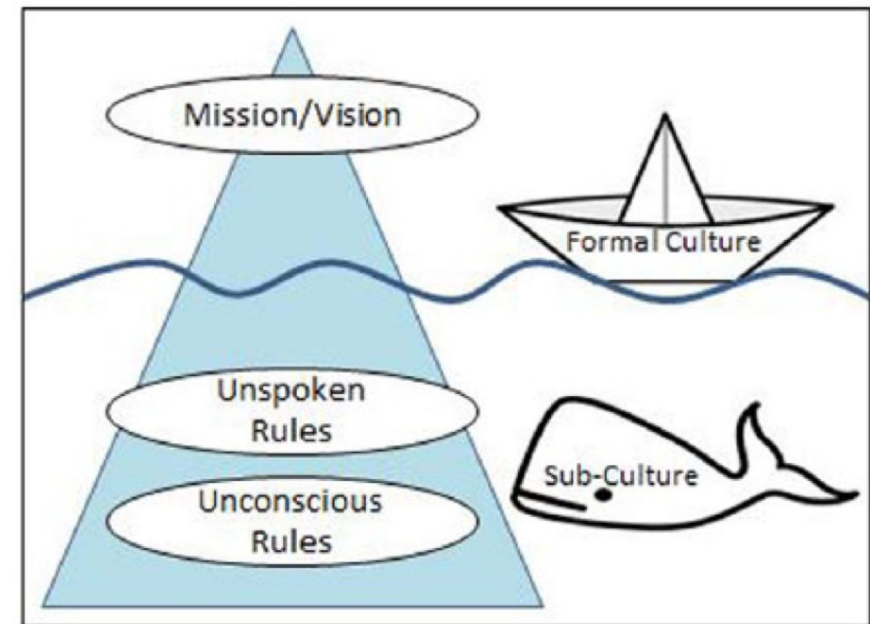 Mission/Vision
Formal Culture
Unspoken
Rules
Sub-Culture
Unconscious
Rules